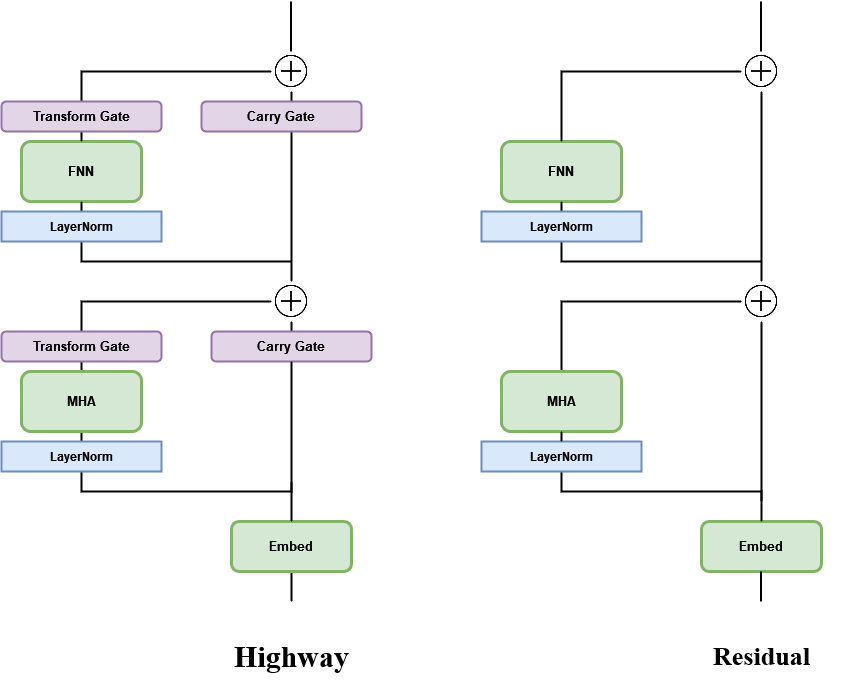 Transform Gate
Carry Gate
FNN
LayerNorm
Transform Gate
Carry Gate
MHA
LayerNorm
Embed
Highway
FNN
LayerNorm
MHA
LayerNorm
Embed
Residual